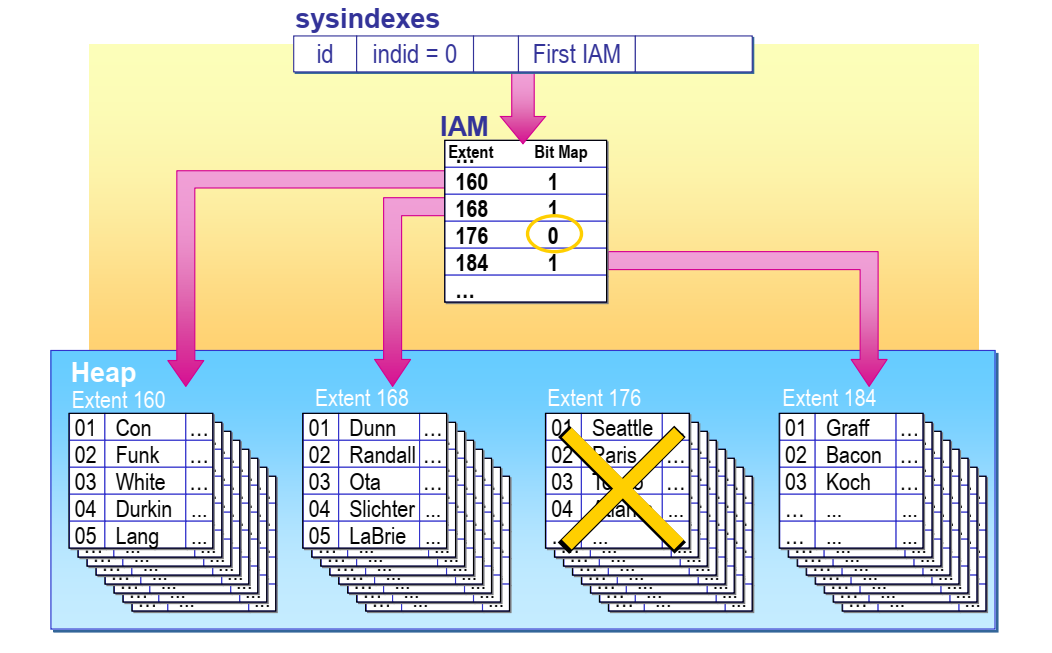 sysindexes
id indid = 0 First IAM
IAM
Extent Bit Map
...
160 1
168 1
176 0
184 1
...
Heap
Extent 160
01 Con ...
02 Funk ...
03 White ...
04 Durkin ...
05 Lang ...
Extent 168
01 Dunn ...
02 Randall ...
03 Ota ...
04 Slichter ...
05 LaBrie ...
Extent 176
01 Seattle ...
02 Paris ...
03 ...
04 ...
... ...
Extent 184
01 Graff ...
02 Bacon ...
03 Koch ...
... ... ...
... ... ...